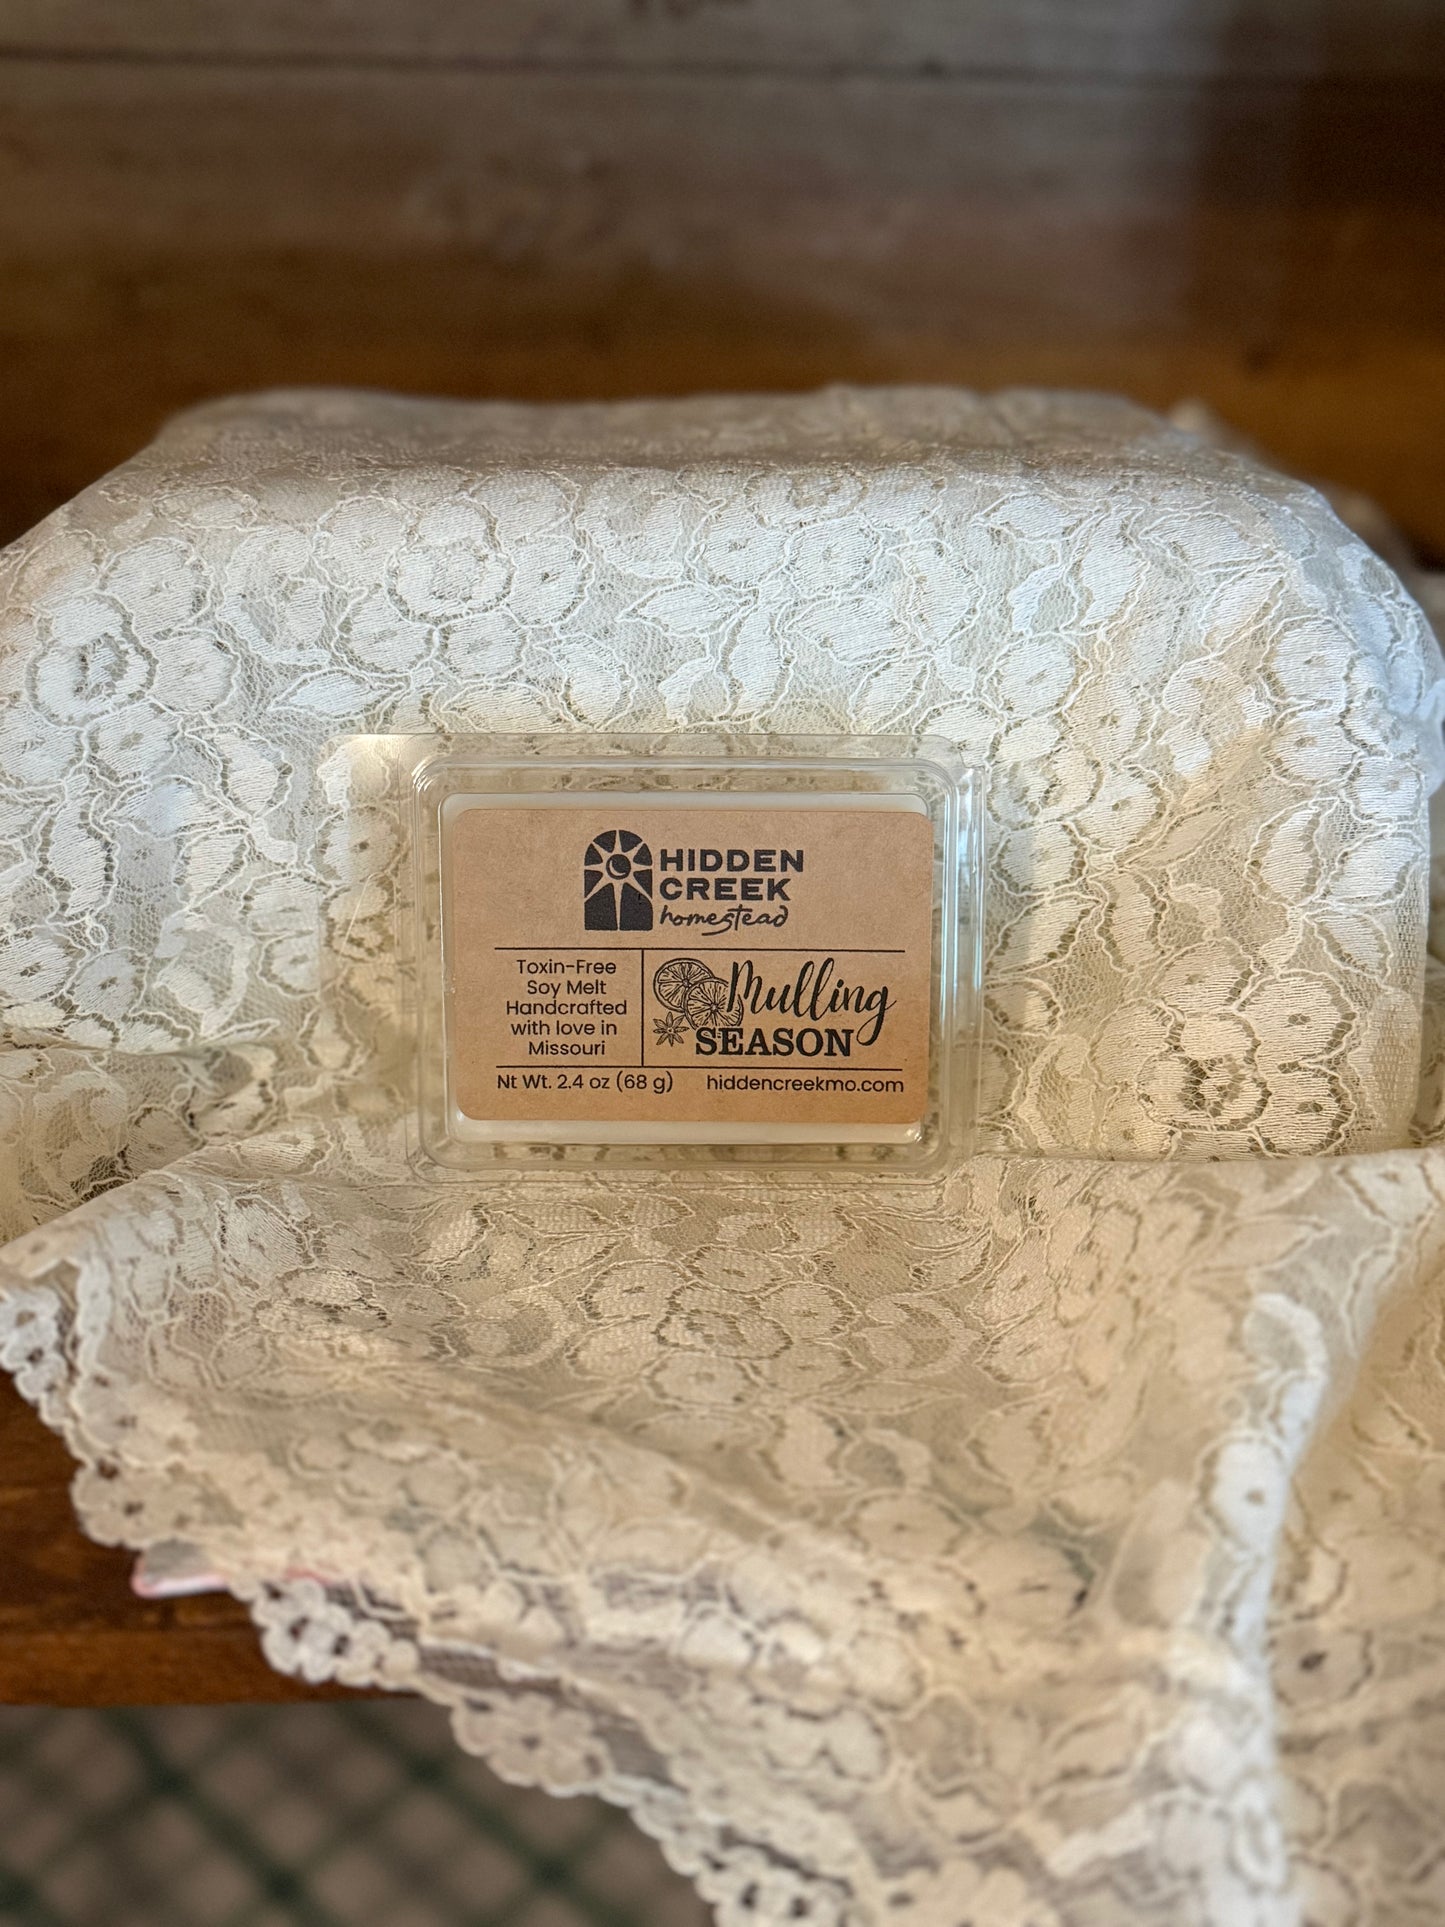 HIDDEN
CREEK
homestead
Toxin-Free
Soy Melt
Handcrafted
with love in
Missouri
Mulling
SEASON
Nt Wt. 2.4 oz (68 g)
hiddencreekmo.com